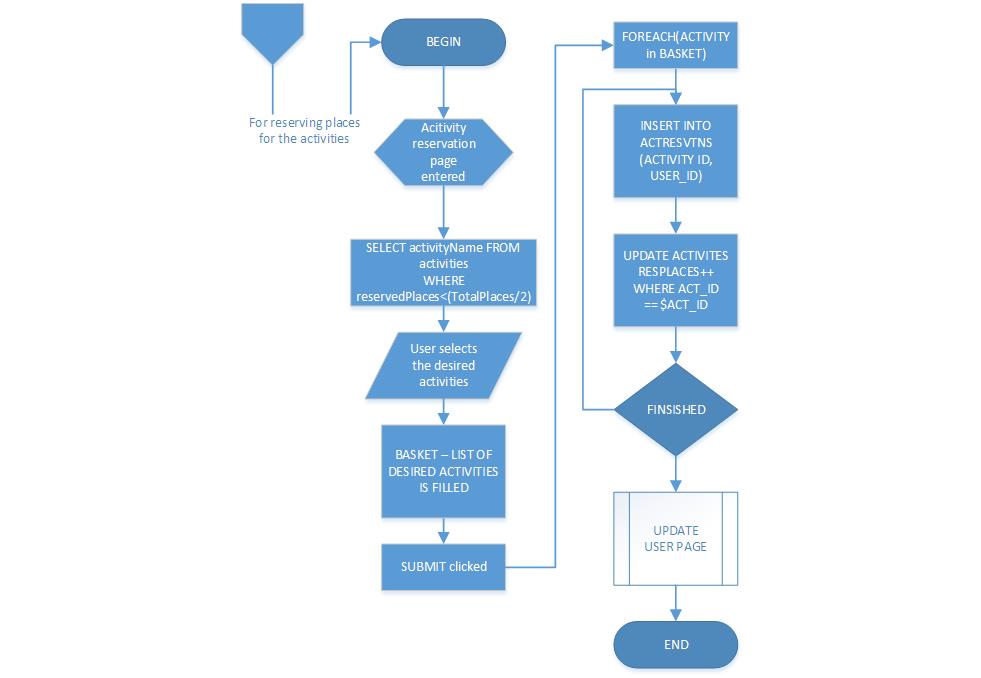 For reserving places
for the activities
BEGIN
Acitivity
reservation
page
entered
SELECT activityName FROM
activities
WHERE
reservedPlaces<(TotalPlaces/2)
User selects
the desired
activities
BASKET – LIST OF
DESIRED ACTIVITIES
IS FILLED
SUBMIT clicked
FOREACH(ACTIVITY
in BASKET)
INSERT INTO
ACTRESVTNS
(ACTIVITY ID,
USER_ID)
UPDATE ACTIVITES
RESPLACES++
WHERE ACT_ID
== $ACT_ID
FINSISHED
UPDATE
USER PAGE
END